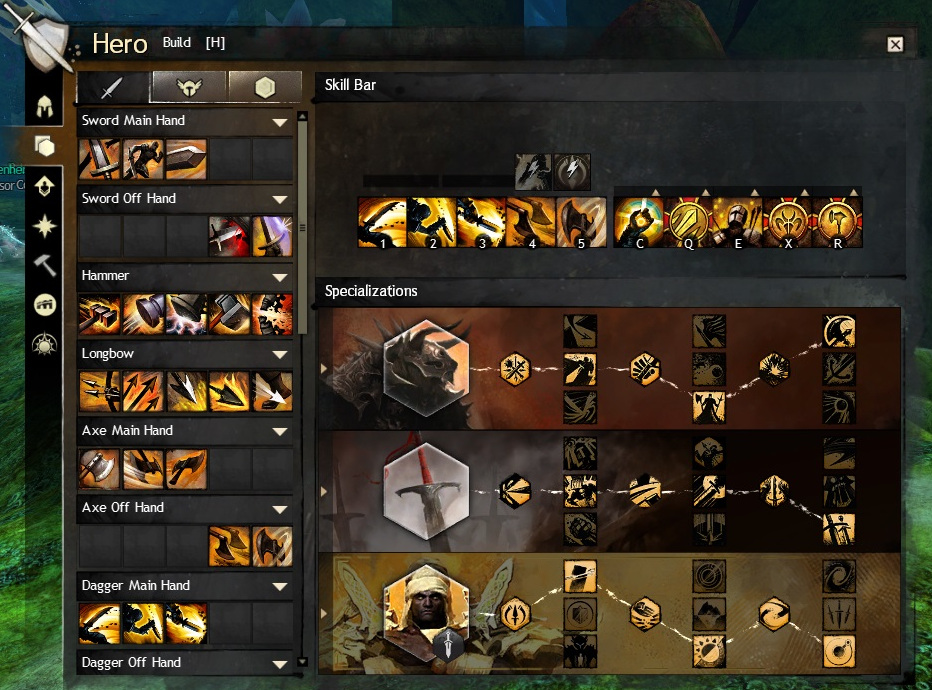 Hero Build [H]
Skill Bar
Sword Main Hand
Sword Off Hand
1 2 3 4 5 C Q E X R
Hammer
Specializations
Longbow
Axe Main Hand
Axe Off Hand
Dagger Main Hand
Dagger Off Hand